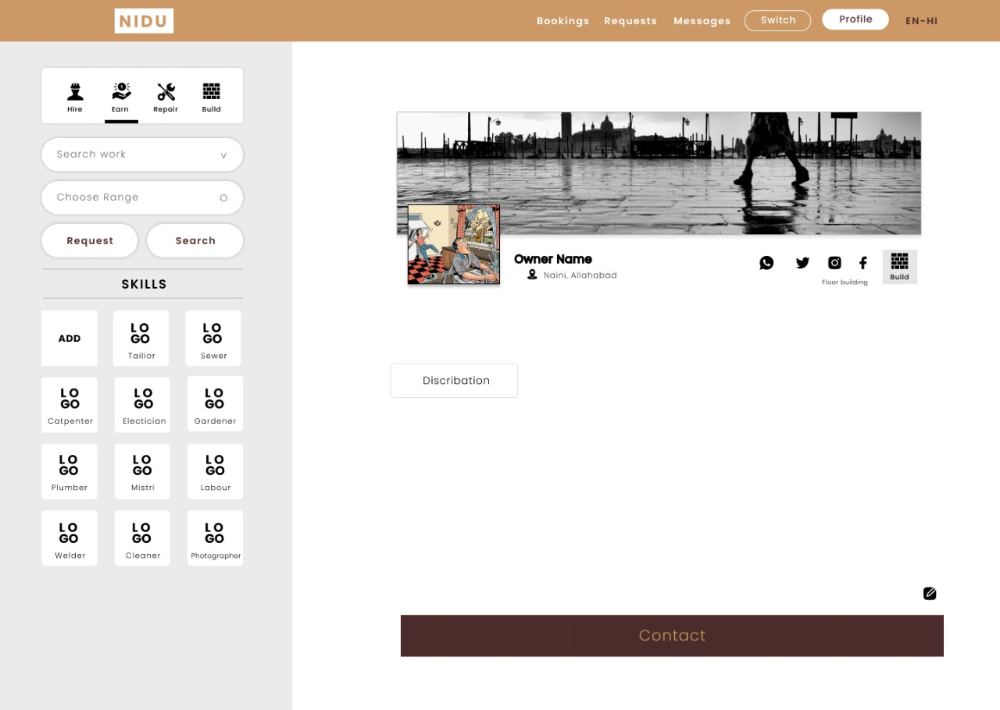 NIDU
Bookings Requests Messages Switch Profile EN-HI
Hire Earn Repair Build
Search work v
Choose Range O
Request Search
SKILLS
ADD
LO
GO
Tailior
LO
GO
Sewer
LO
GO
Catpenter
LO
GO
Electician
LO
GO
Gardener
LO
GO
Plumber
LO
GO
Mistri
LO
GO
Labour
LO
GO
Welder
LO
GO
Cleaner
LO
GO
Photographer
Owner Name
Naini, Allahabad
Floor building
Build
Discribation
Contact